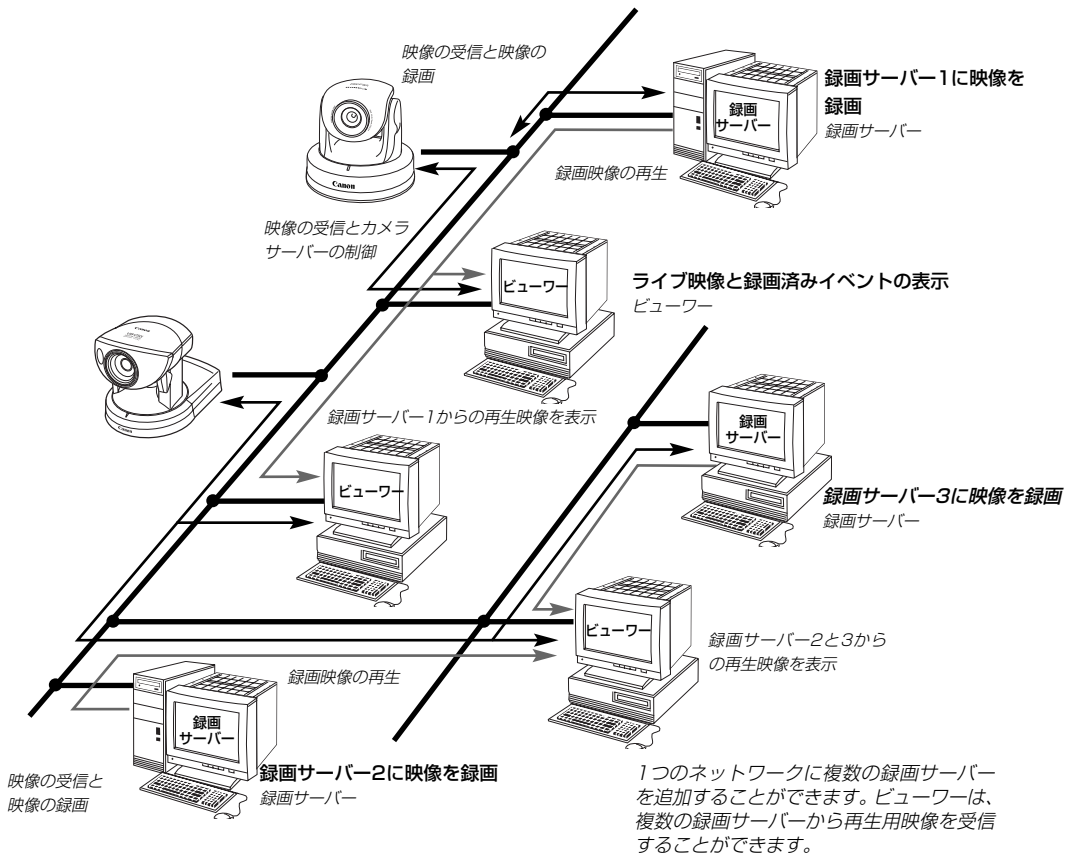 映像の受信と映像の
録画
録画
サーバー
録画サーバー1に映像を
録画
録画サーバー
Canon
録画映像の再生
映像の受信とカメラ
サーバーの制御
ビューワー
ライブ映像と録画済みイベントの表示
ビューワー
Canon
Canon
録画サーバー1からの再生映像を表示
録画
サーバー
ビューワー
録画サーバー3に映像を録画
録画サーバー
ビューワー
録画サーバー2と3から
の再生映像を表示
録画映像の再生
録画
サーバー
映像の受信と
映像の録画
録画サーバー2に映像を録画
録画サーバー
1つのネットワークに複数の録画サーバー
を追加することができます。ビューワーは、
複数の録画サーバーから再生用映像を受信
することができます。